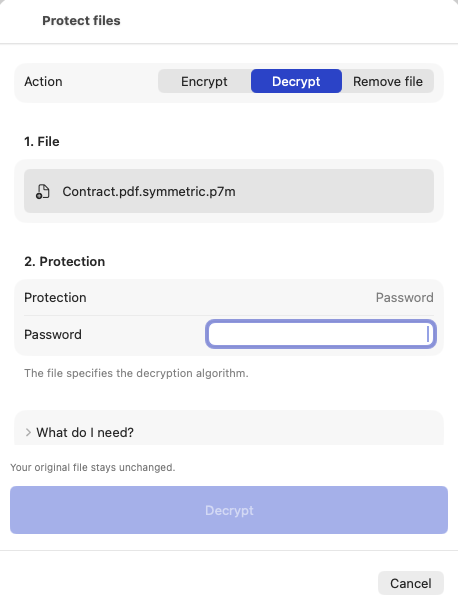 Protect files
Action
Encrypt
Decrypt
Remove file
1. File
Contract.pdf.symmetric.p7m
2. Protection
Protection
Password
Password
The file specifies the decryption algorithm.
What do I need?
Your original file stays unchanged.
Decrypt
Cancel